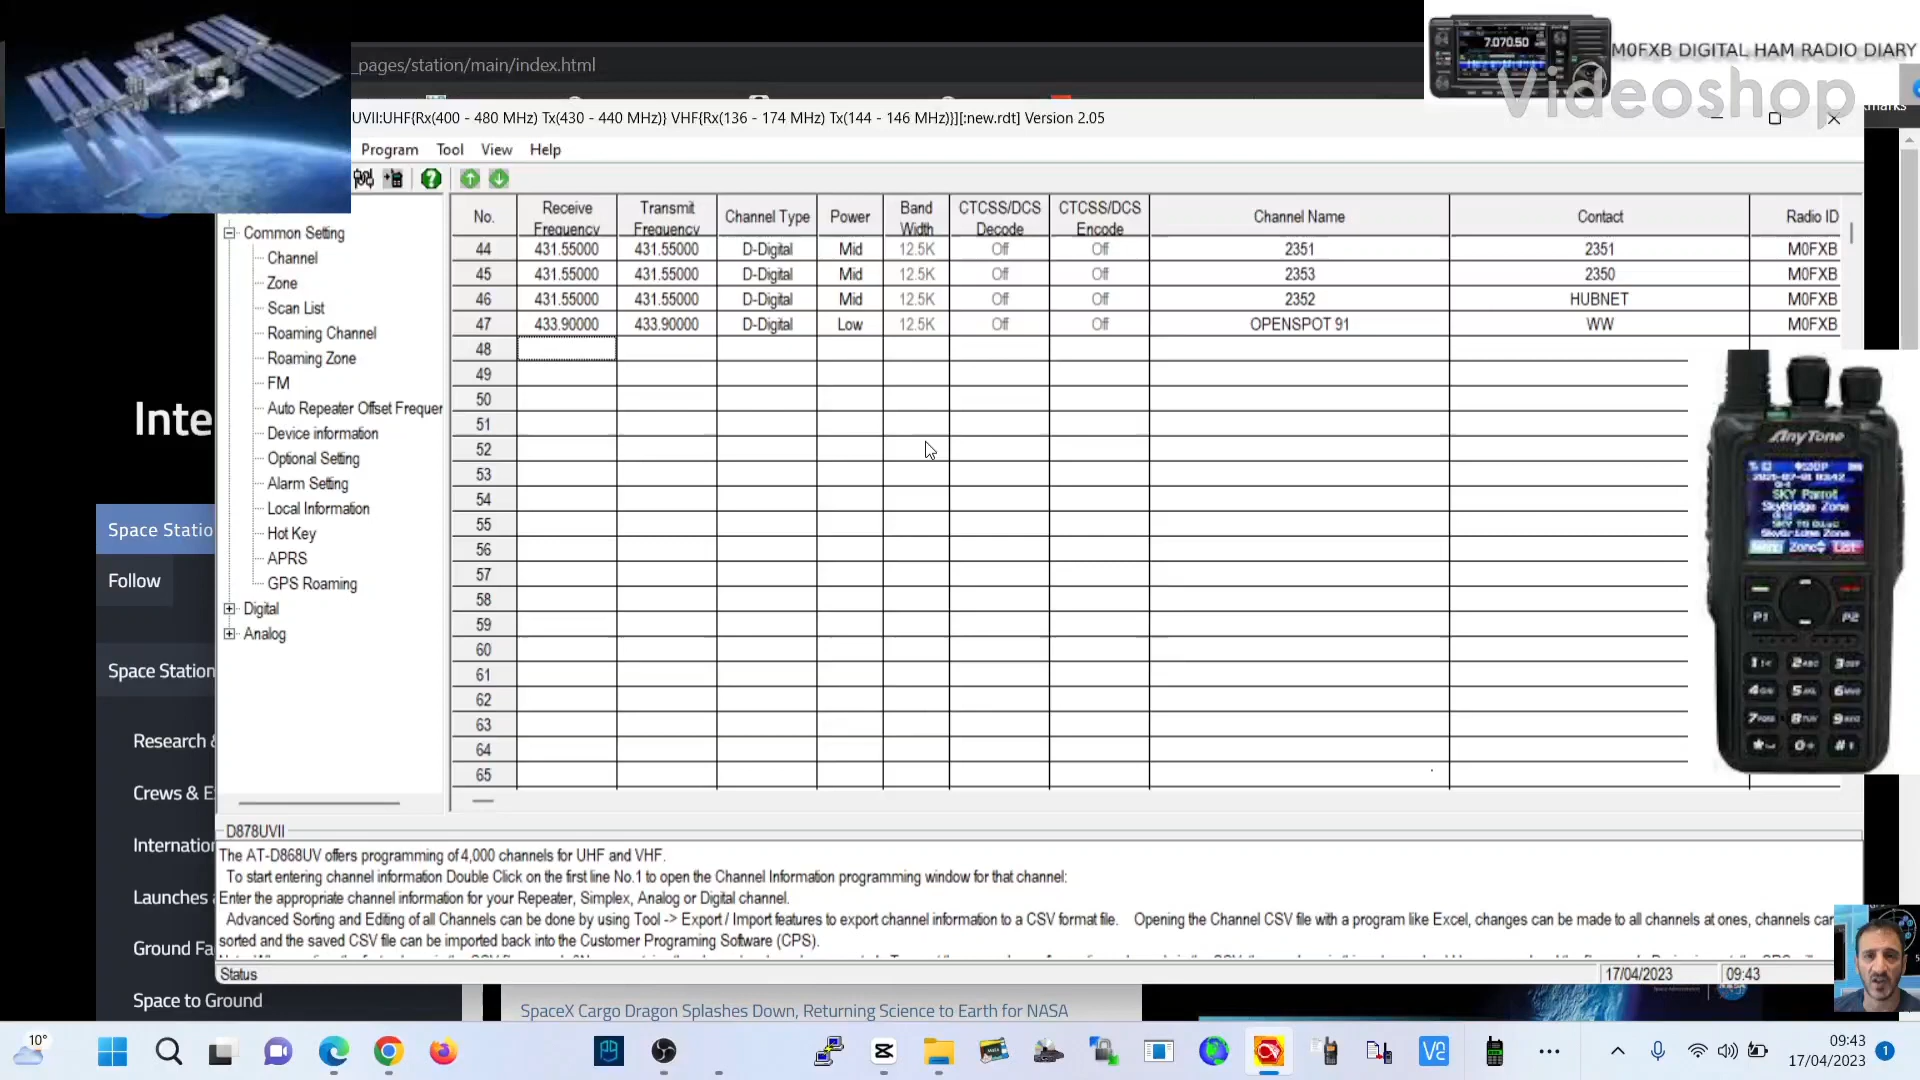 _pages/station/main/index.html
7.070.50
M0FXB DIGITAL HAM RADIO DIARY
Videoshop
UVII:UHF{Rx(400 - 480 MHz) Tx(430 - 440 MHz)} VHF{Rx(136 - 174 MHz) Tx(144 - 146 MHz)}][:new.rdt] Version 2.05
Program Tool View Help
Common Setting
Channel
Zone
Scan List
Roaming Channel
Roaming Zone
FM
Auto Repeater Offset Frequer
Device information
Optional Setting
Alarm Setting
Local Information
Hot Key
APRS
GPS Roaming
Digital
Analog
No. Receive Frequency Transmit Frequency Channel Type Power Band Width CTCSS/DCS Decode CTCSS/DCS Encode Channel Name Contact Radio ID
44 431.55000 431.55000 D-Digital Mid 12.5K Off Off 2351 2351 M0FXB
45 431.55000 431.55000 D-Digital Mid 12.5K Off Off 2353 2350 M0FXB
46 431.55000 431.55000 D-Digital Mid 12.5K Off Off 2352 HUBNET M0FXB
47 433.90000 433.90000 D-Digital Low 12.5K Off Off OPENSPOT 91 WW M0FXB
48
49
50
51
52
53
54
55
56
57
58
59
60
61
62
63
64
65
AnyTone
SKY Parrot
SkyBridge Zone
P1 P2
Inte
Space Statio
Follow
Space Station
Research &
Crews & E
Internation
Launches a
Ground Fa
Space to Ground
D878UVII
The AT-D868UV offers programming of 4,000 channels for UHF and VHF.
To start entering channel information Double Click on the first line No.1 to open the Channel Information programming window for that channel:
Enter the appropriate channel information for your Repeater, Simplex, Analog or Digital channel.
Advanced Sorting and Editing of all Channels can be done by using Tool -> Export / Import features to export channel information to a CSV format file. Opening the Channel CSV file with a program like Excel, changes can be made to all channels at ones, channels car
sorted and the saved CSV file can be imported back into the Customer Programing Software (CPS).
Status 17/04/2023 09:43
SpaceX Cargo Dragon Splashes Down, Returning Science to Earth for NASA
10°
09:43
17/04/2023
1